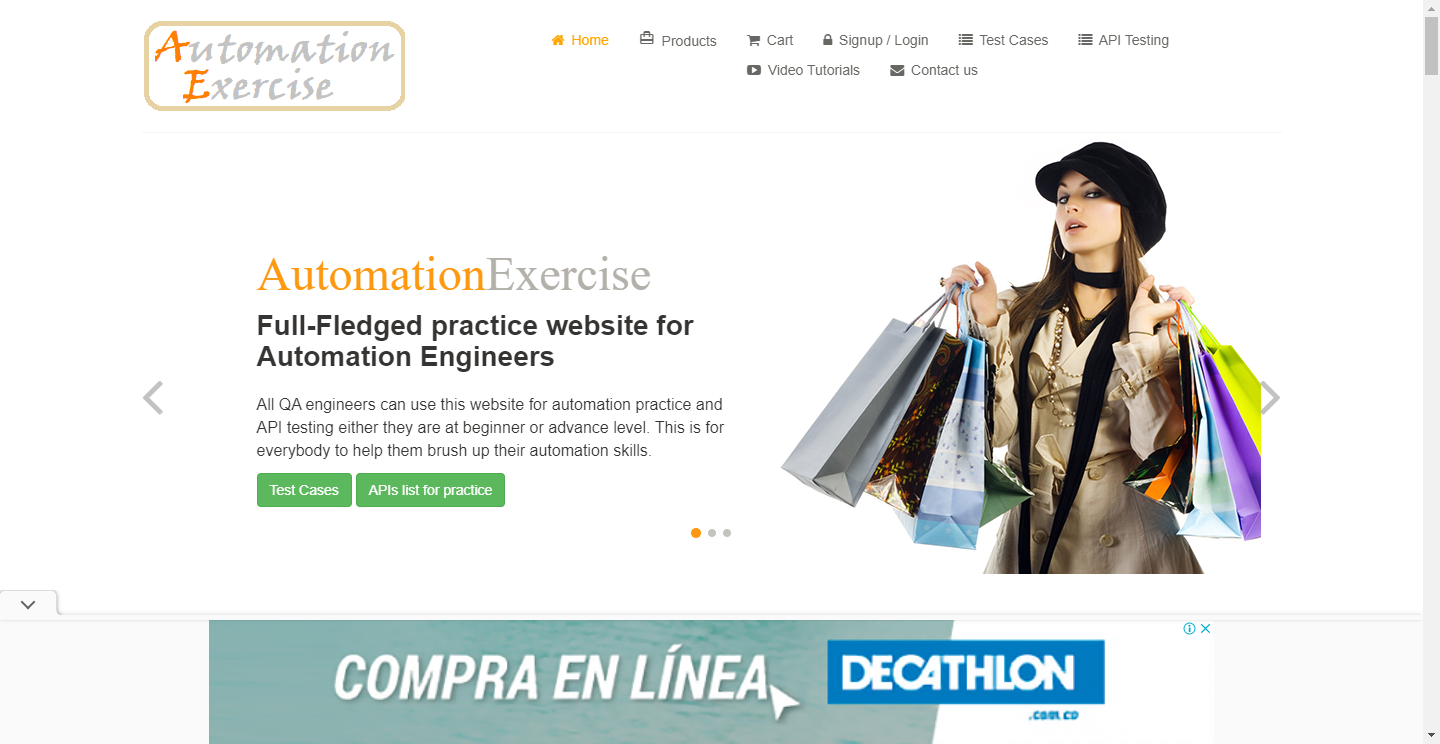 Automation
Exercise
Home Products Cart Signup / Login Test Cases API Testing
Video Tutorials Contact us
AutomationExercise
Full-Fledged practice website for
Automation Engineers
All QA engineers can use this website for automation practice and
API testing either they are at beginner or advance level. This is for
everybody to help them brush up their automation skills.
Test Cases APIs list for practice
COMPRA EN LÍNEA
DECATHLON
.com.co